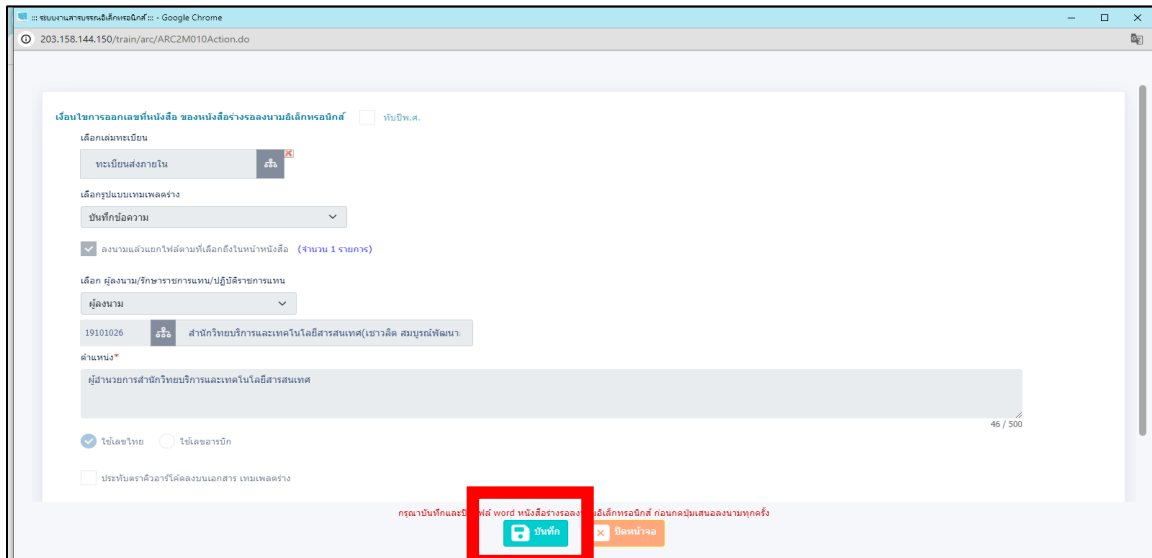 ::: ระบบงานสารบรรณอิเล็กทรอนิกส์ ::: - Google Chrome
203.158.144.150/train/arc/ARC2M010Action.do
เงื่อนไขการออกเลขที่หนังสือ ของหนังสือร่างรอลงนามอิเล็กทรอนิกส์ ทับปีพ.ศ.
เลือกเล่มทะเบียน
ทะเบียนส่งภายใน
เลือกรูปแบบเทมเพลตร่าง
บันทึกข้อความ
ลงนามแล้วแยกไฟล์ตามที่เลือกถึงในหน้าหนังสือ (จำนวน 1 รายการ)
เลือก ผู้ลงนาม/รักษาราชการแทน/ปฏิบัติราชการแทน
ผู้ลงนาม
19101026 สำนักวิทยบริการและเทคโนโลยีสารสนเทศ(เชาวลิต สมบูรณ์พัฒนา
ตำแหน่ง*
ผู้อำนวยการสำนักวิทยบริการและเทคโนโลยีสารสนเทศ
46 / 500
ใช้เลขไทย ใช้เลขอารบิก
ประทับตราคิวอาร์โค้ดลงบนเอกสาร เทมเพลตร่าง
กรุณาบันทึกและปิ ไฟล์ word หนังสือร่างรอลง อิเล็กทรอนิกส์ ก่อนกดปุ่มเสนอลงนามทุกครั้ง
บันทึก ปิดหน้าจอ